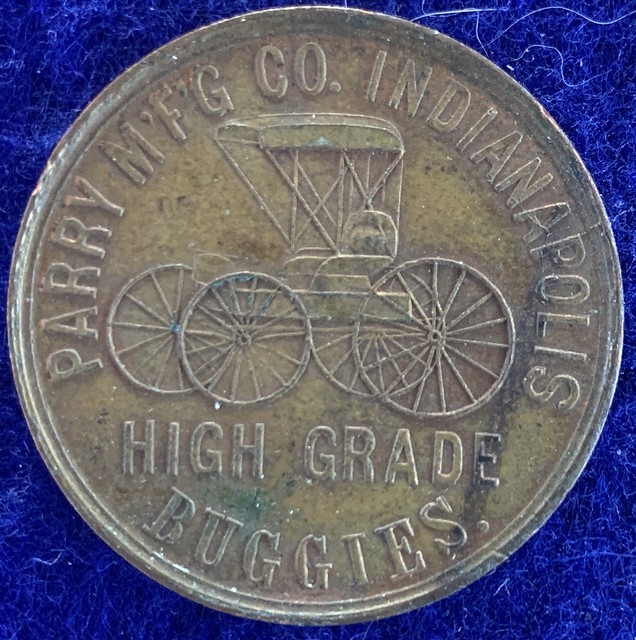 PARRY M'F'G CO. INDIANAPOLIS
HIGH GRADE
BUGGIES.